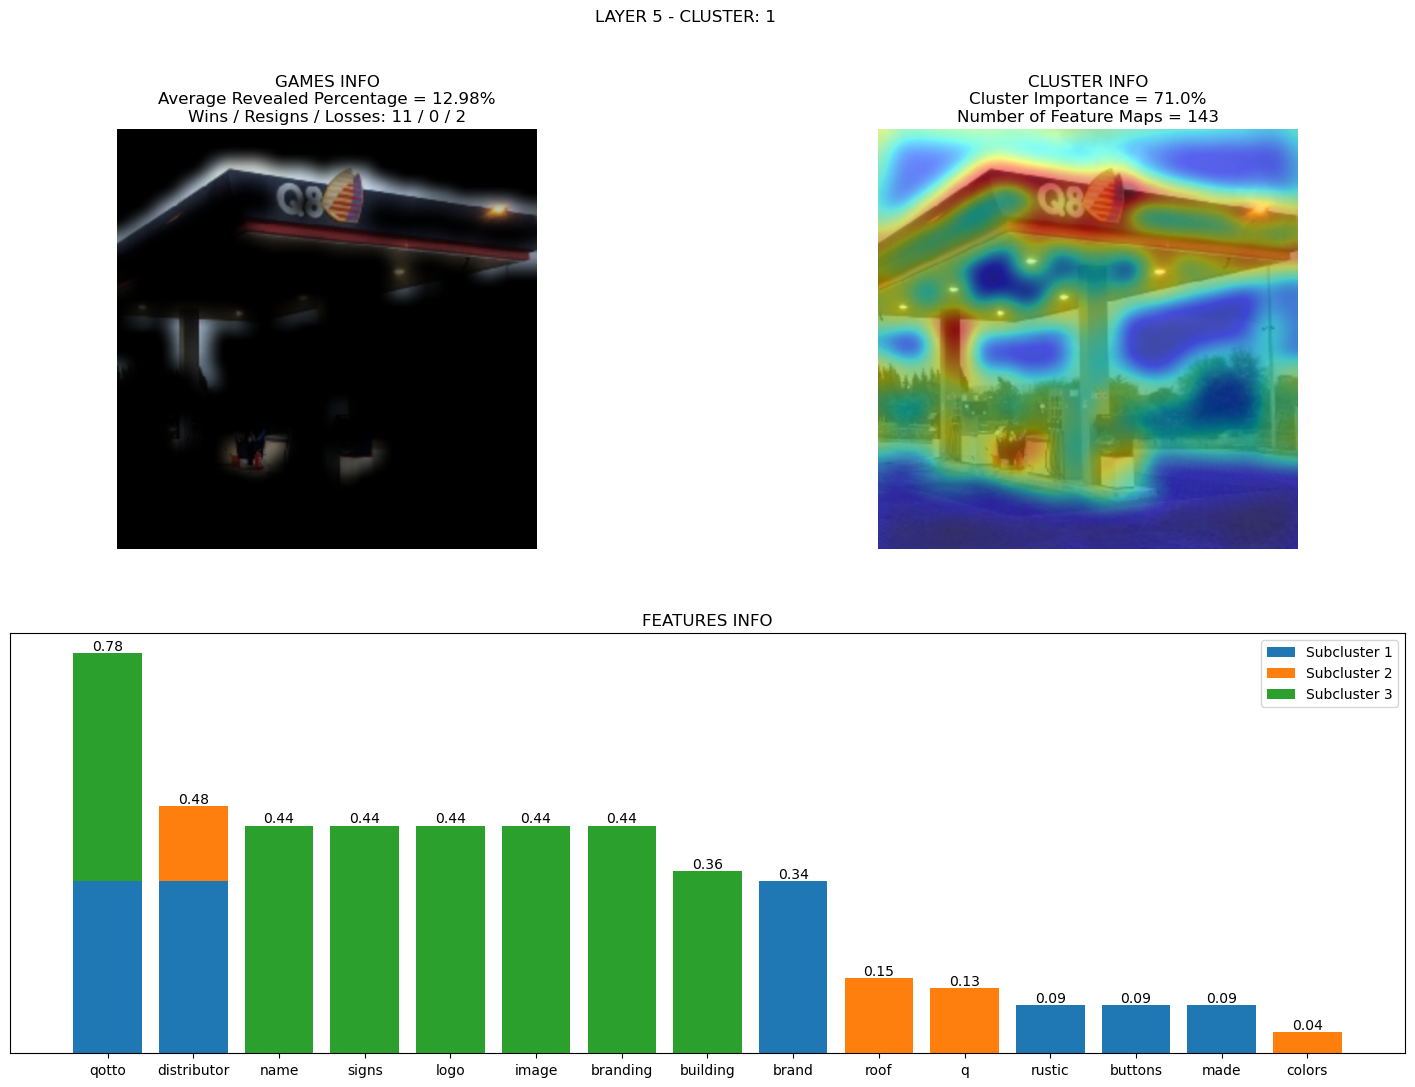 LAYER 5 - CLUSTER: 1
GAMES INFO
Average Revealed Percentage = 12.98%
Wins / Resigns / Losses: 11 / 0 / 2
Q8
CLUSTER INFO
Cluster Importance = 71.0%
Number of Feature Maps = 143
Q8
FEATURES INFO
Subcluster 1
Subcluster 2
Subcluster 3
0.78
0.48
0.44
0.44
0.44
0.44
0.44
0.36
0.34
0.15
0.13
0.09
0.09
0.09
0.04
qotto
distributor
name
signs
logo
image
branding
building
brand
roof
q
rustic
buttons
made
colors